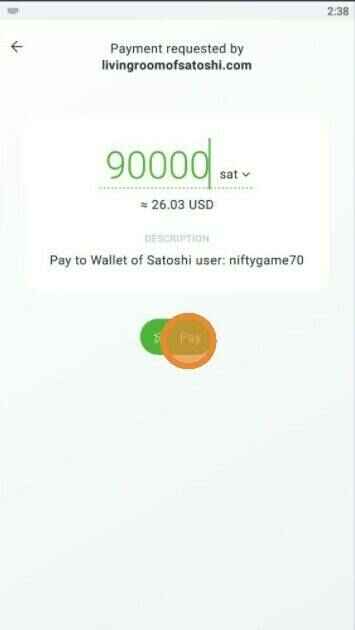 2:38
Payment requested by
livingroomofsatoshi.com
90000 sat
≈ 26.03 USD
DESCRIPTION
Pay to Wallet of Satoshi user: niftygame70
Pay